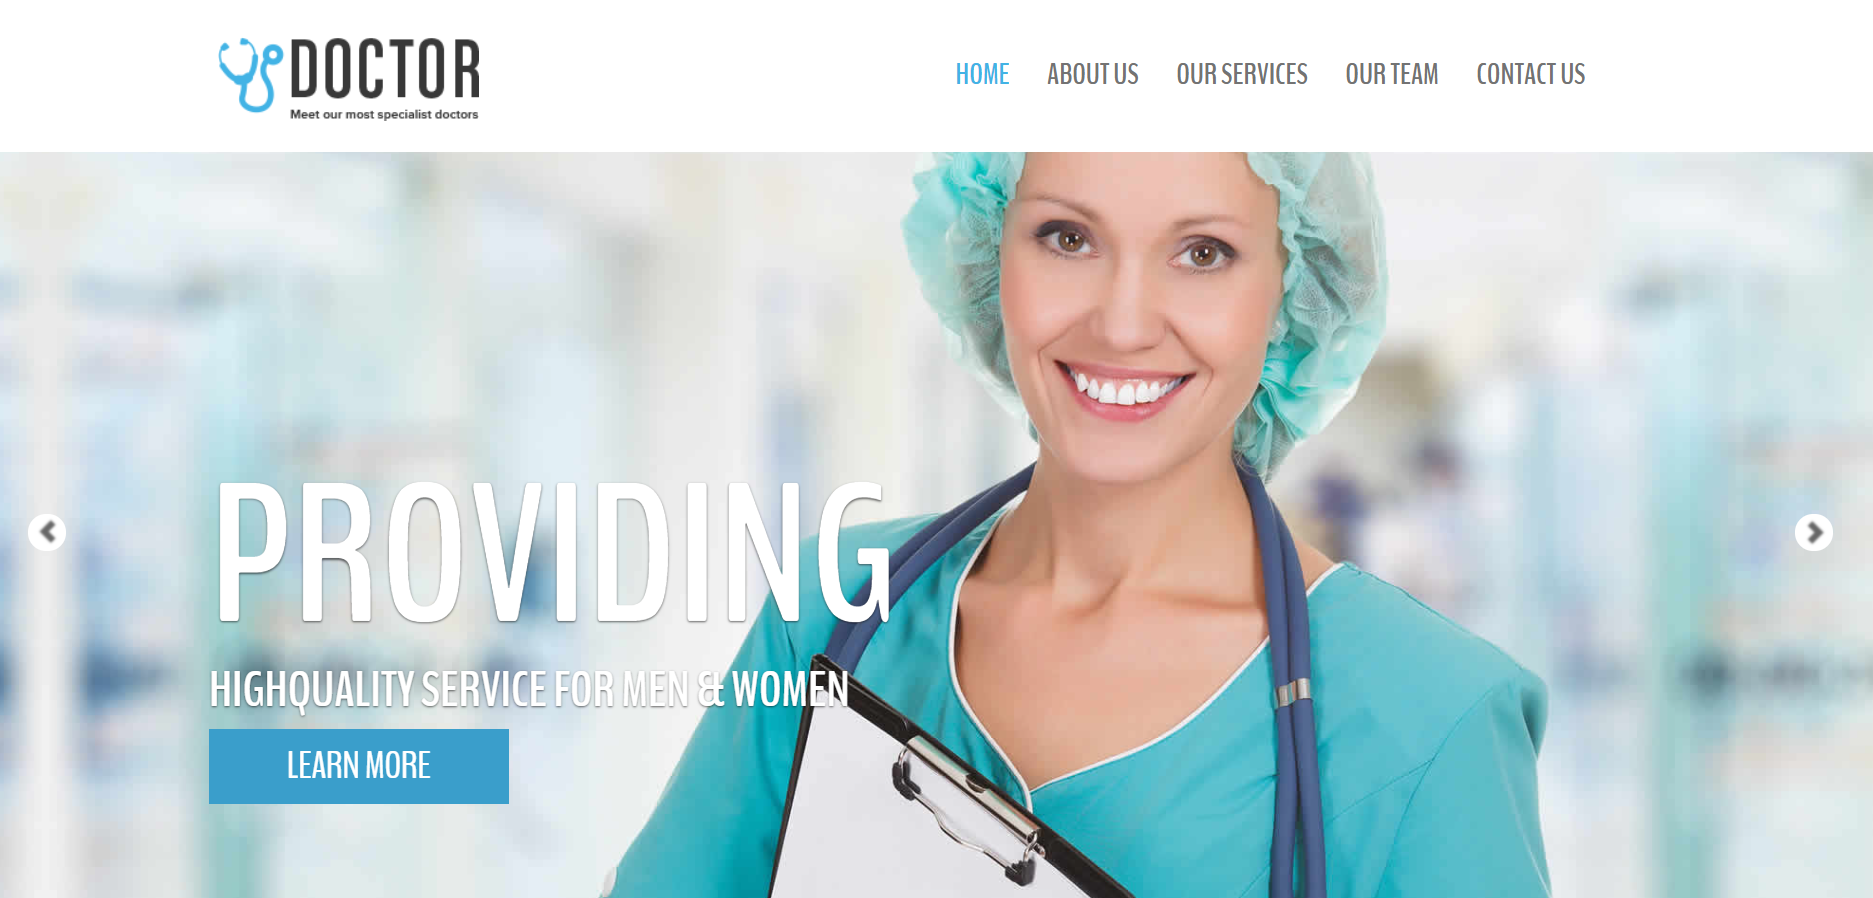 DOCTOR
Meet our most specialist doctors
HOME ABOUT US OUR SERVICES OUR TEAM CONTACT US
PROVIDING
HIGHQUALITY SERVICE FOR MEN & WOMEN
LEARN MORE